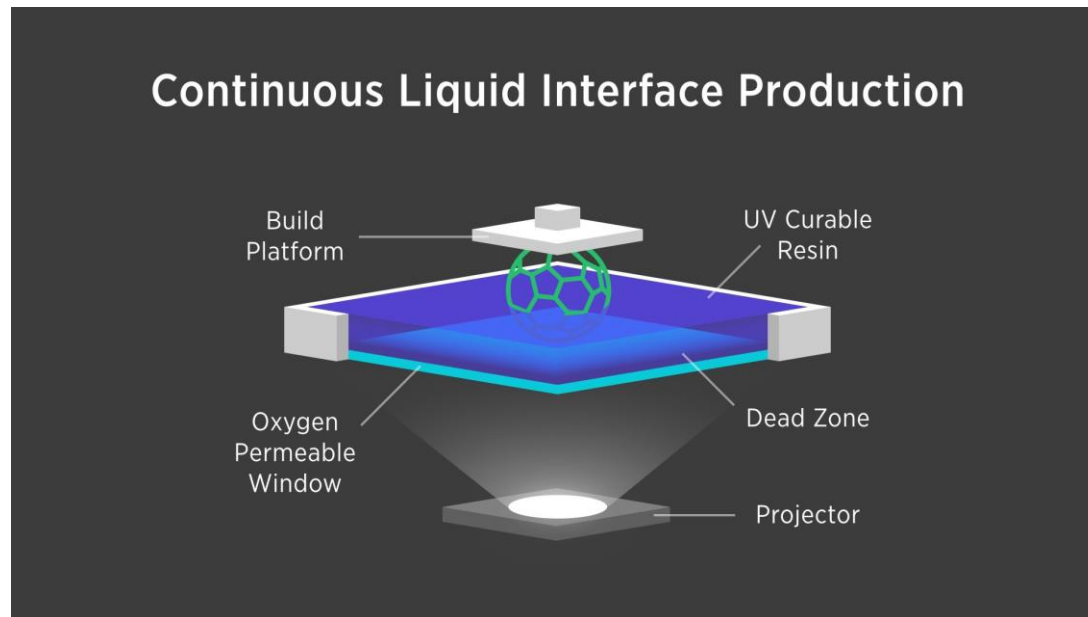 Continuous Liquid Interface Production
Build
Platform
UV Curable
Resin
Oxygen
Permeable
Window
Dead Zone
Projector